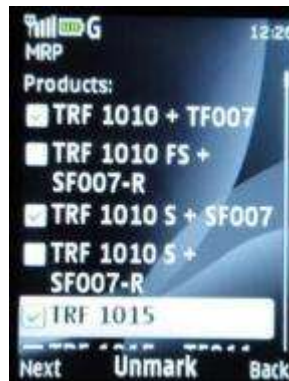 G 12:26
MRP
Products:
TRF 1010 + TF007
TRF 1010 FS +
SF007-R
TRF 1010 S + SF007
TRF 1010 S +
SF007-R
TRF 1015
Next Unmark Back